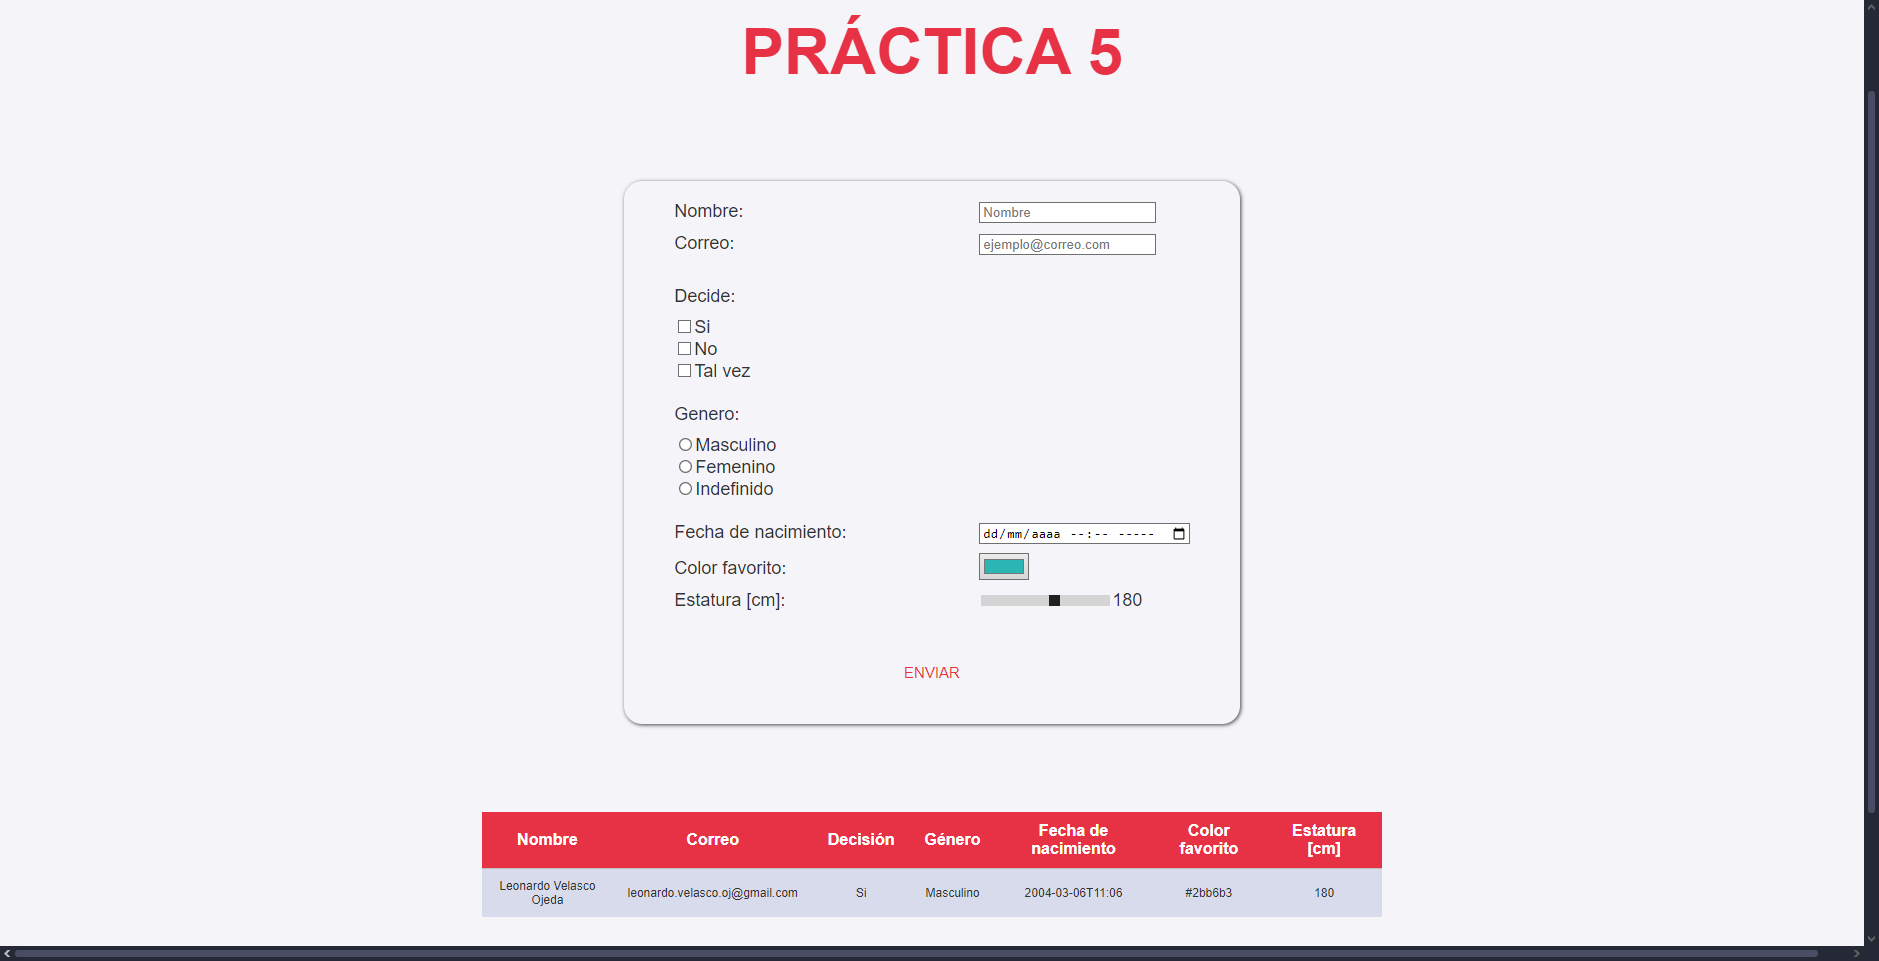 PRÁCTICA 5
Nombre:
Nombre
Correo:
ejemplo@correo.com
Decide:
Si
No
Tal vez
Genero:
Masculino
Femenino
Indefinido
Fecha de nacimiento:
dd/mm/aaaa --:-- -----
Color favorito:
Estatura [cm]:
180
ENVIAR
Nombre Correo Decisión Género Fecha de nacimiento Color favorito Estatura [cm]
Leonardo Velasco Ojeda leonardo.velasco.oj@gmail.com Si Masculino 2004-03-06T11:06 #2bb6b3 180